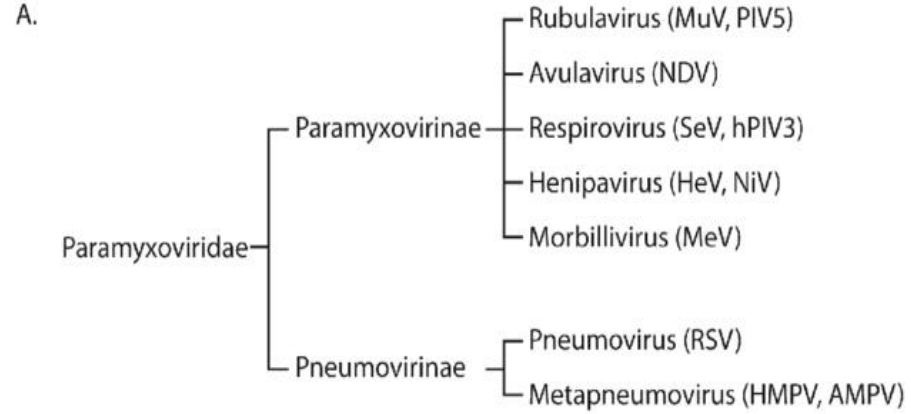 A.
Rubulavirus (MuV, PIV5)
Avulavirus (NDV)
Paramyxovirinae
Respirovirus (SeV, hPIV3)
Henipavirus (HeV, NiV)
Morbillivirus (MeV)
Paramyxoviridae
Pneumovirus (RSV)
Pneumovirinae
Metapneumovirus (HMPV, AMPV)